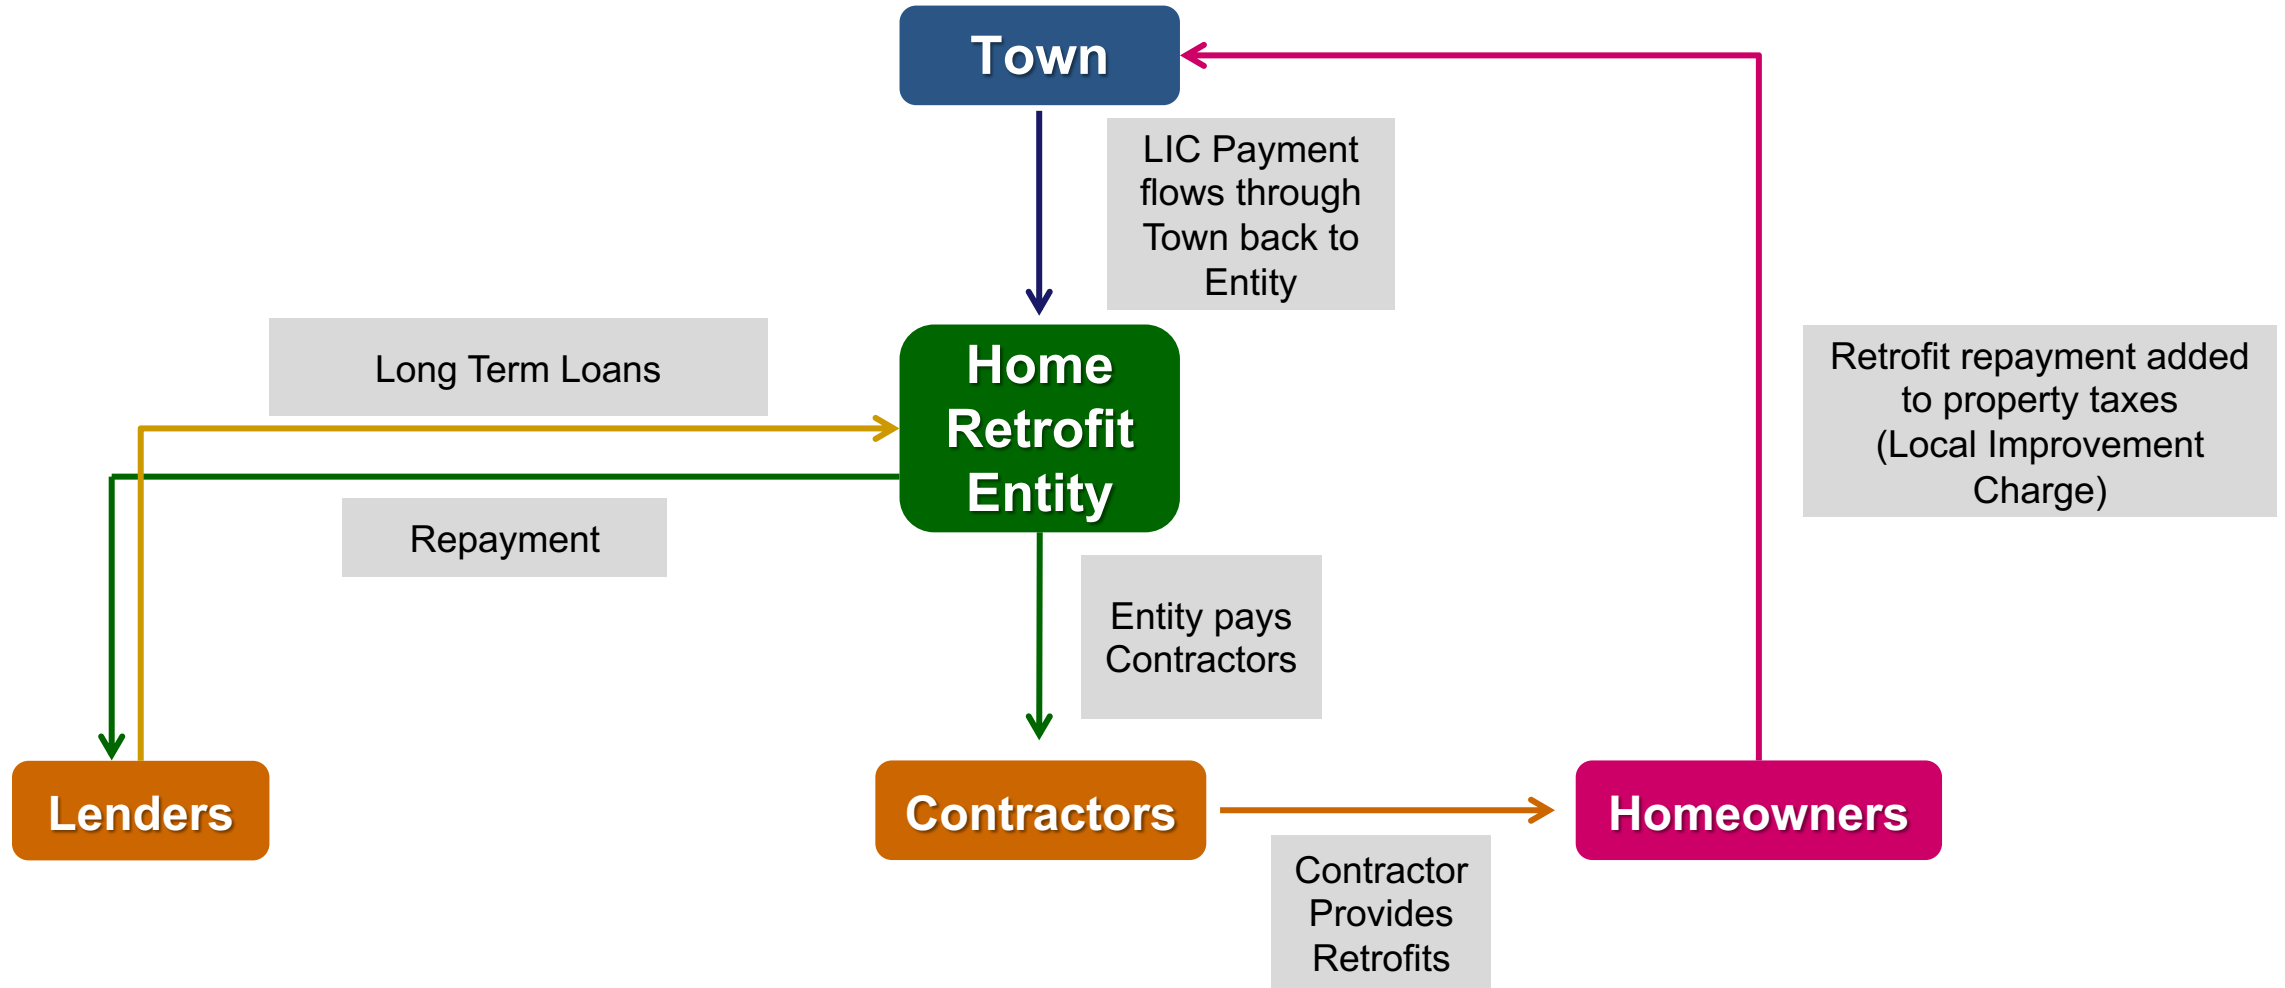 Town
LIC Payment
flows through
Town back to
Entity
Long Term Loans
Home
Retrofit
Entity
Retrofit repayment added
to property taxes
(Local Improvement
Charge)
Repayment
Entity pays
Contractors
Lenders
Contractors
Homeowners
Contractor
Provides
Retrofits